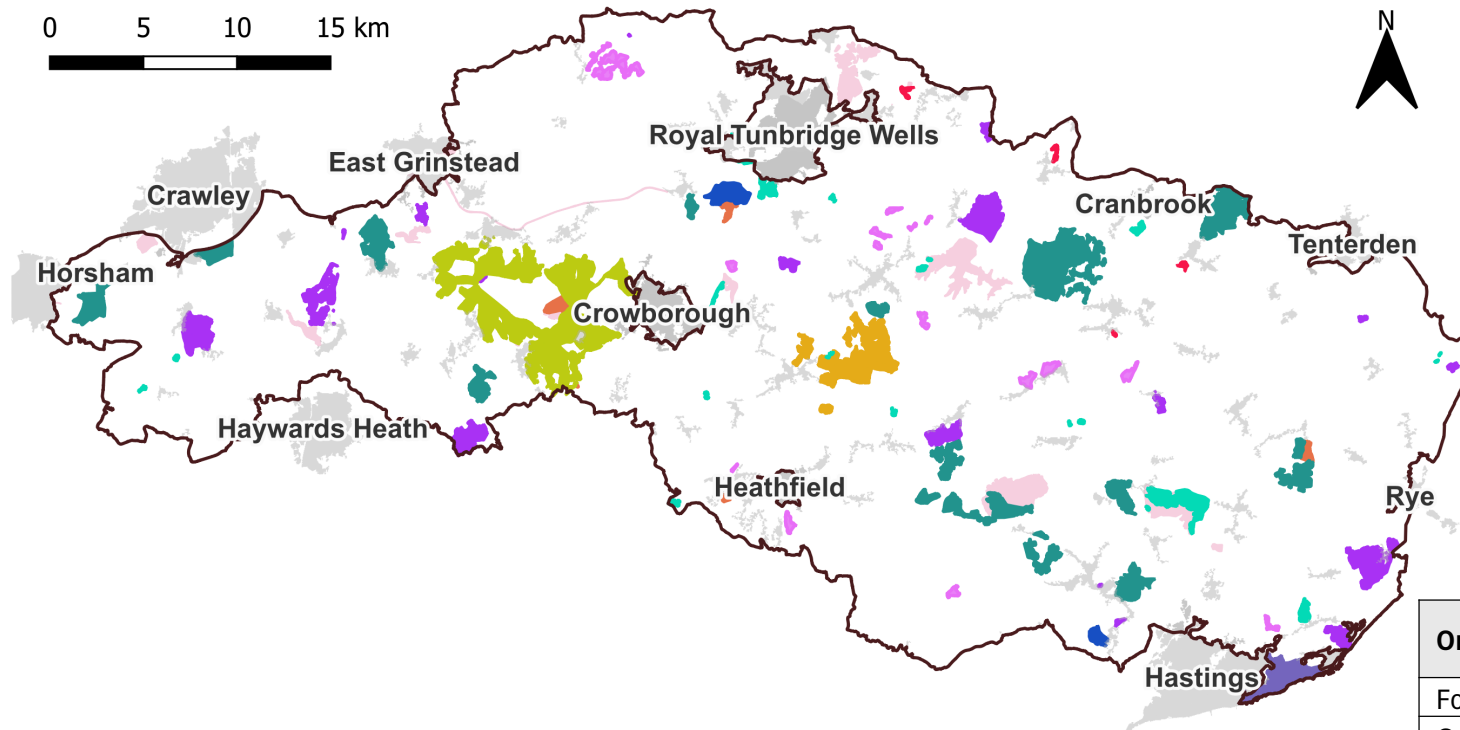 0 5 10 15 km
N
Royal Tunbridge Wells
East Grinstead
Crawley
Cranbrook
Tenterden
Horsham
Crowborough
Haywards Heath
Heathfield
Rye
Hastings